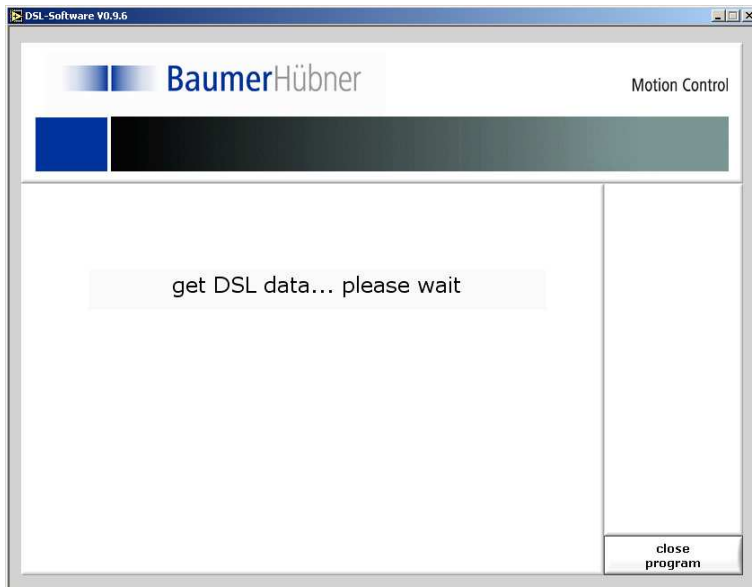 DSL-Software V0.9.6
BaumerHübner
Motion Control
get DSL data... please wait
close
program